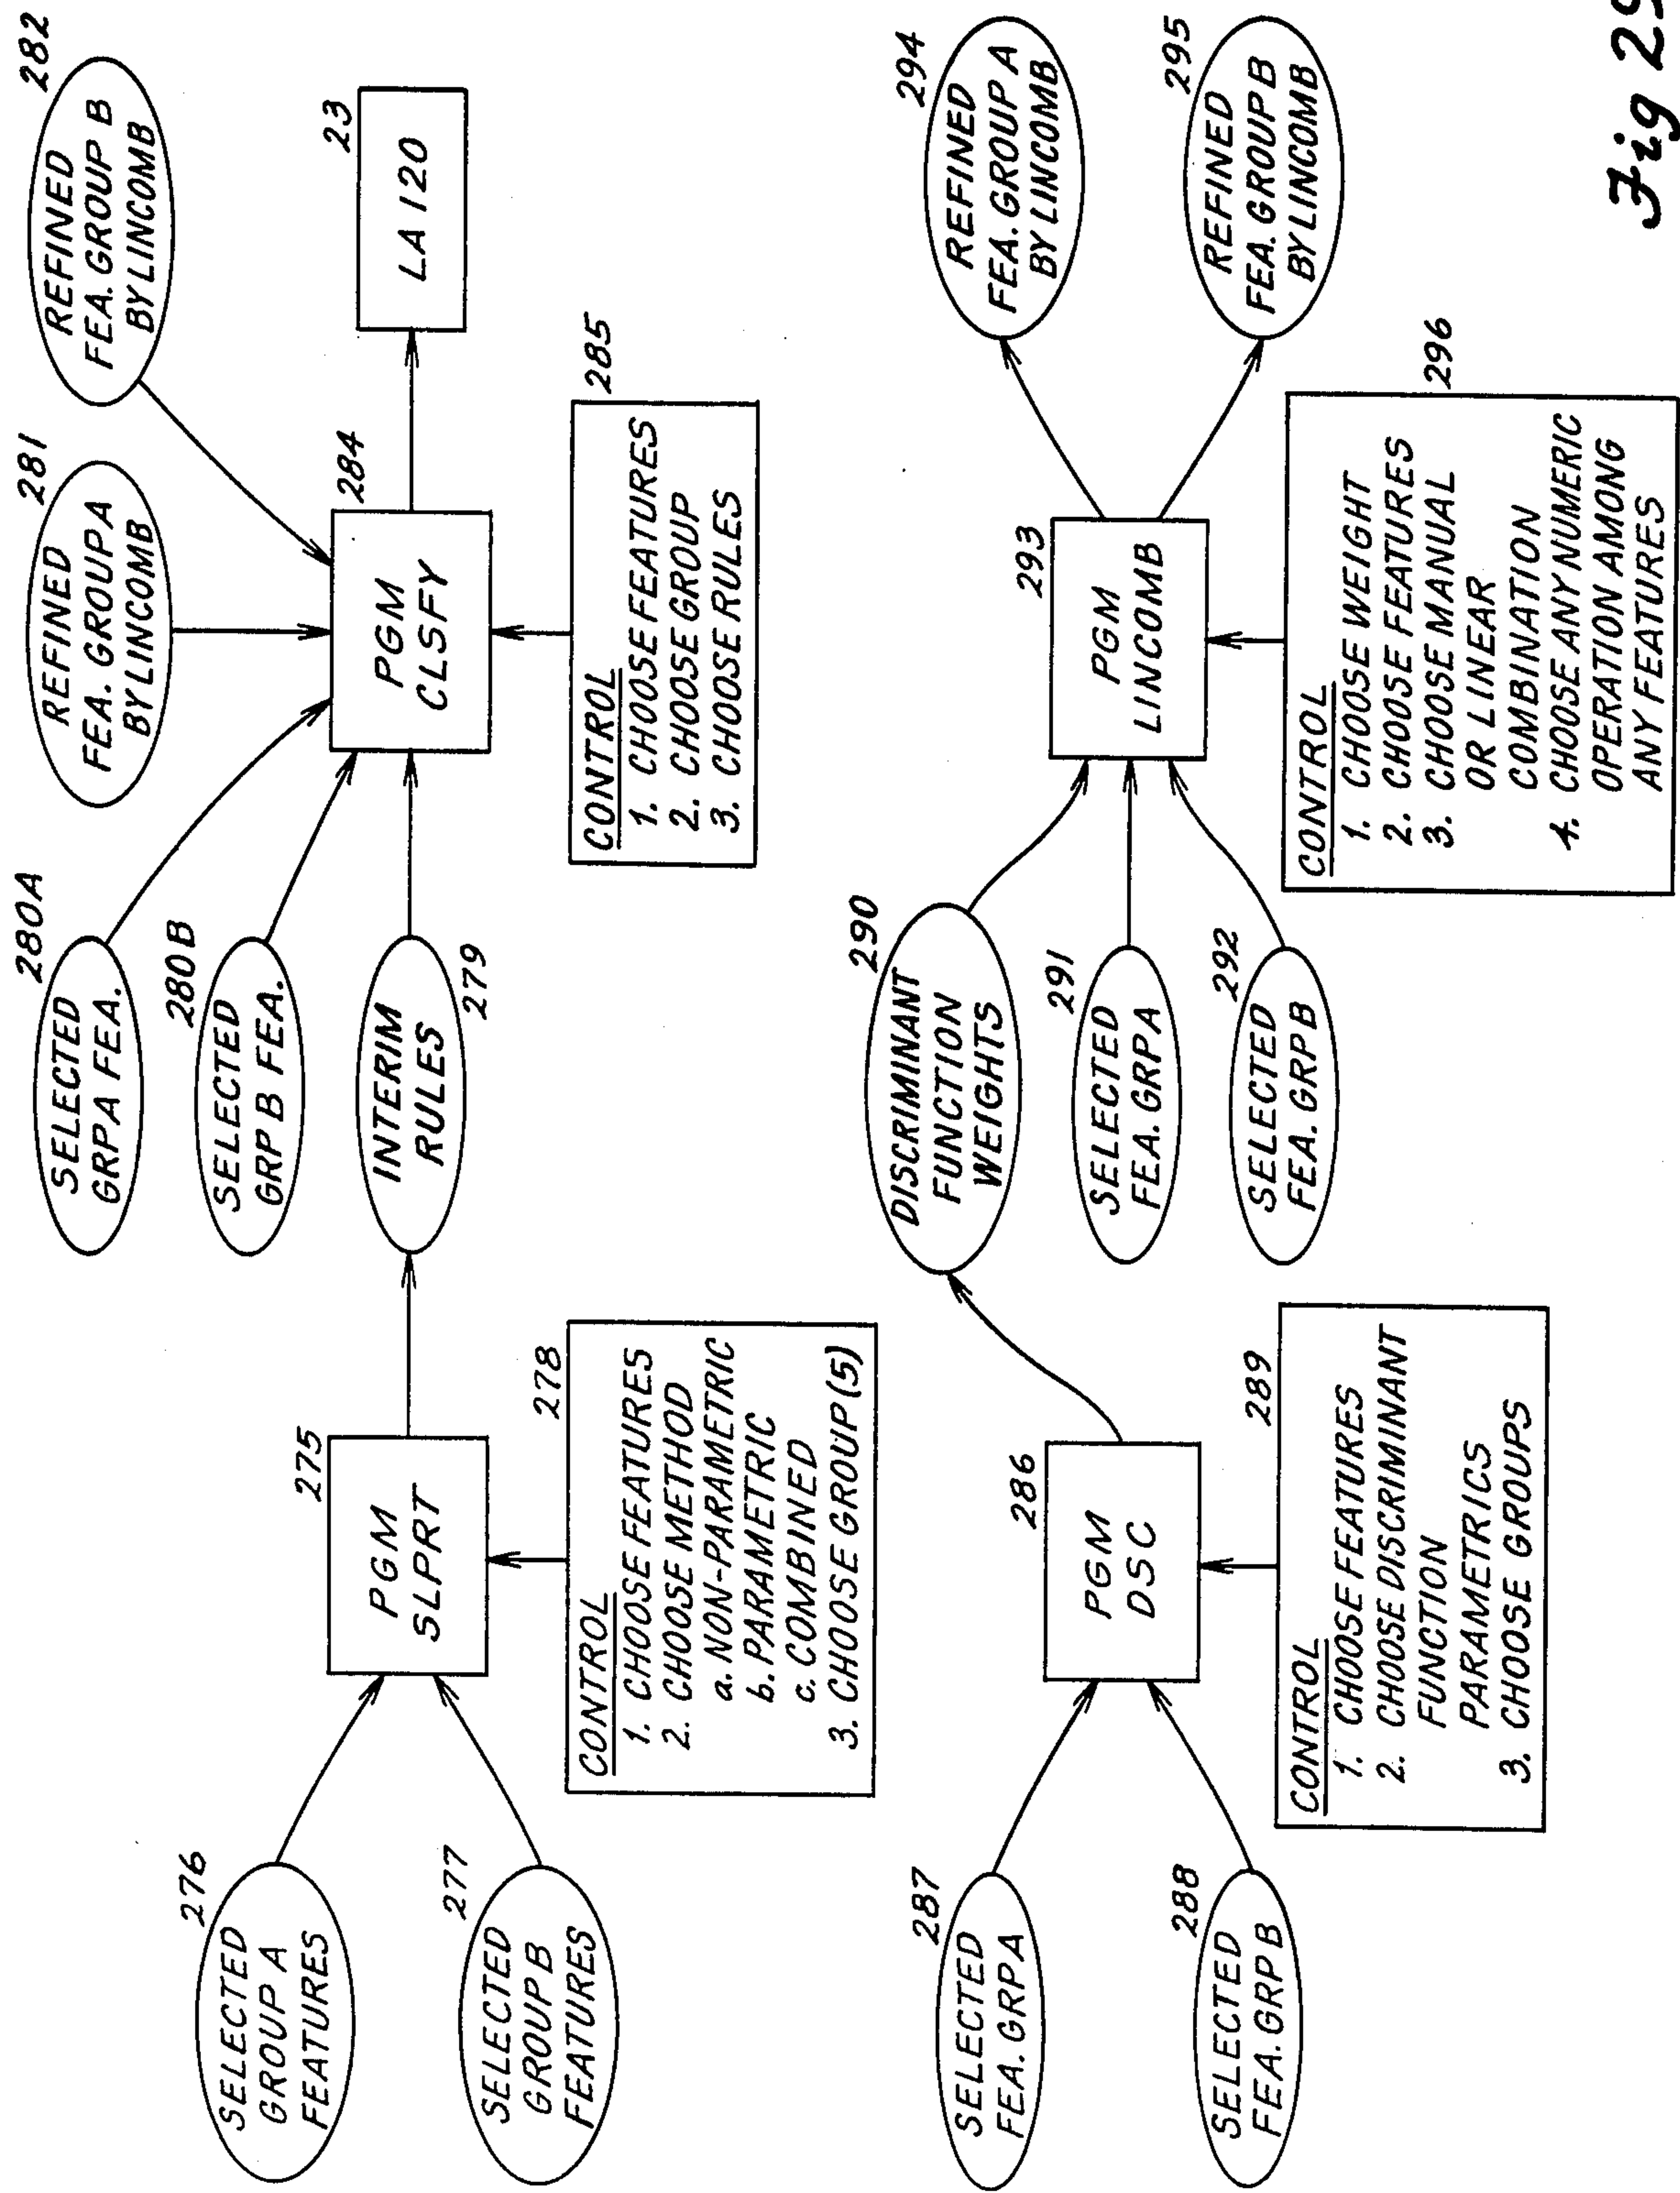 276
SELECTED
GROUP A
FEATURES
277
SELECTED
GROUP B
FEATURES
275
PGM
SLPRT
278
CONTROL
1. CHOOSE FEATURES
2. CHOOSE METHOD
a. NON-PARAMETRIC
b. PARAMETRIC
c. COMBINED
3. CHOOSE GROUP(S)
280A
SELECTED
GRPA FEA.
280B
SELECTED
GRP B FEA.
INTERIM
RULES
279
281
REFINED
FEA. GROUPA
BY LINCOMB
282
REFINED
FEA. GROUP B
BY LINCOMB
284
PGM
CLSFY
23
LA 120
285
CONTROL
1. CHOOSE FEATURES
2. CHOOSE GROUP
3. CHOOSE RULES
287
SELECTED
FEA. GRPA
288
SELECTED
FEA. GRPB
286
PGM
DSC
289
CONTROL
1. CHOOSE FEATURES
2. CHOOSE DISCRIMINANT
FUNCTION
PARAMETRICS
3. CHOOSE GROUPS
290
DISCRIMINANT
FUNCTION
WEIGHTS
291
SELECTED
FEA. GRPA
292
SELECTED
FEA. GRPB
293
PGM
LINCOMB
294
REFINED
FEA. GROUP A
BY LINCOMB
295
REFINED
FEA. GROUP B
BY LINCOMB
296
CONTROL
1. CHOOSE WEIGHT
2. CHOOSE FEATURES
3. CHOOSE MANUAL
OR LINEAR
COMBINATION
4. CHOOSE ANY NUMERIC
OPERATION AMONG
ANY FEATURES
Fig